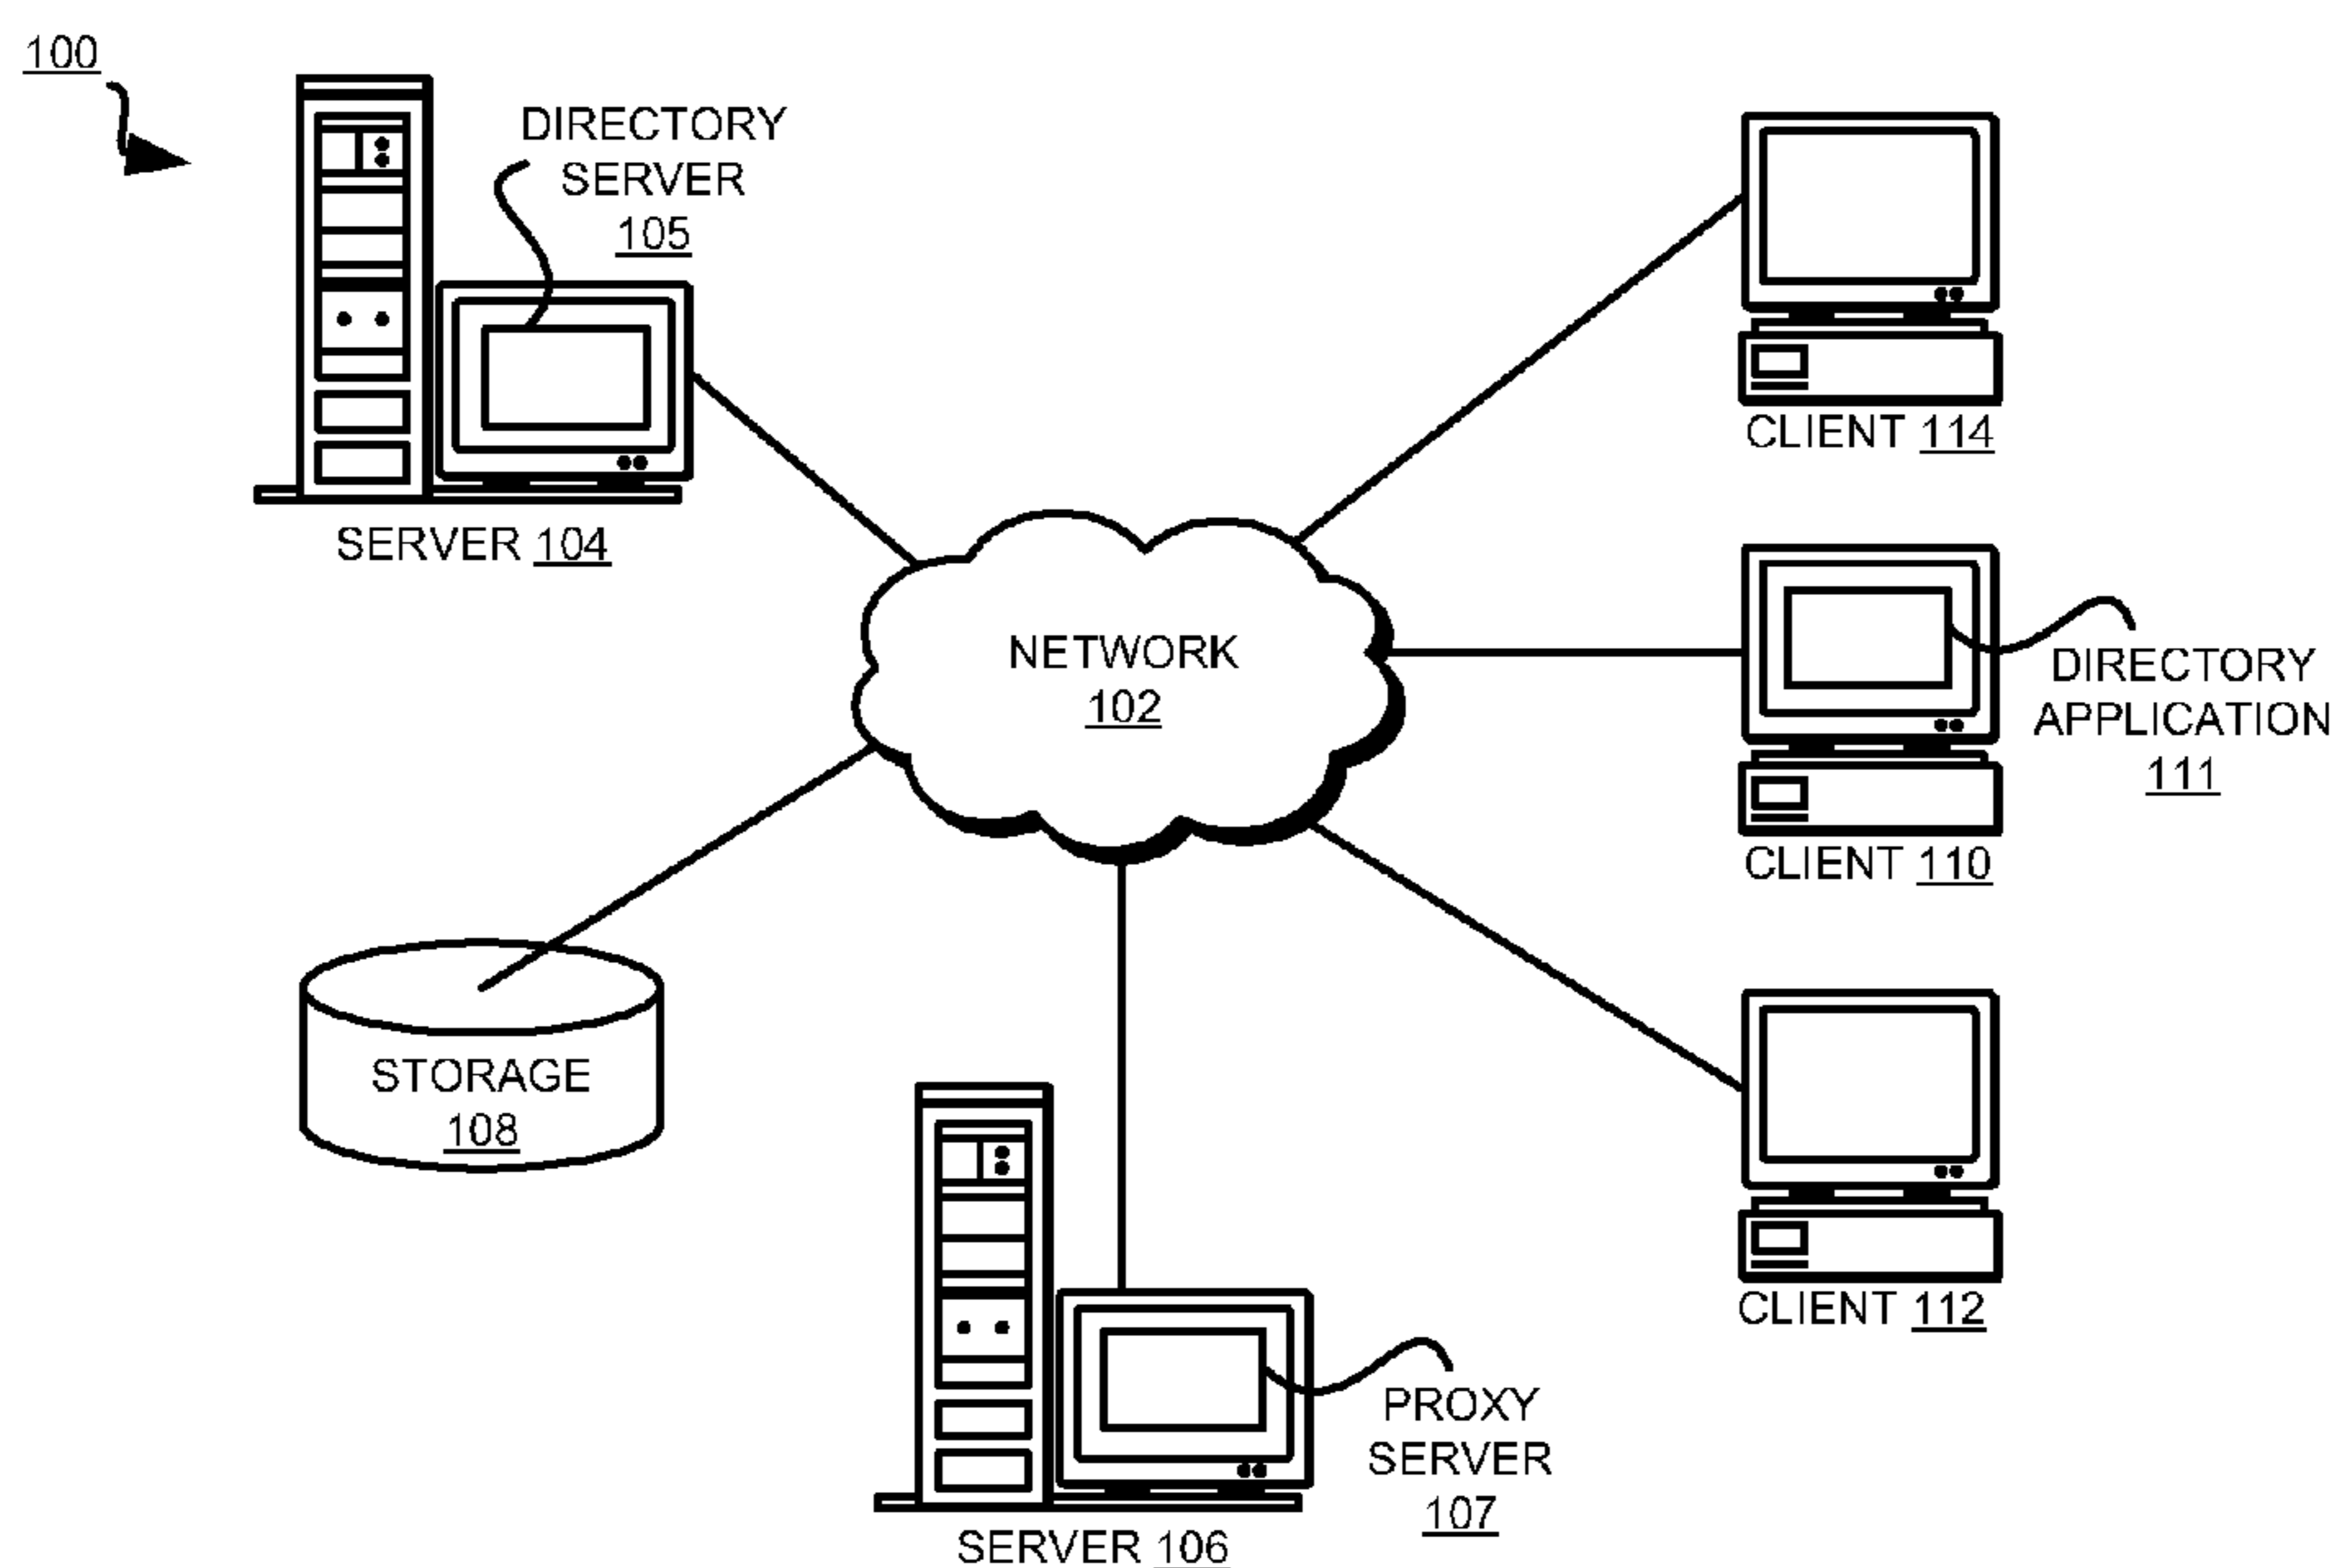 100
DIRECTORY
SERVER
105
SERVER 104
CLIENT 114
NETWORK
102
DIRECTORY
APPLICATION
111
CLIENT 110
STORAGE
108
CLIENT 112
PROXY
SERVER
107
SERVER 106